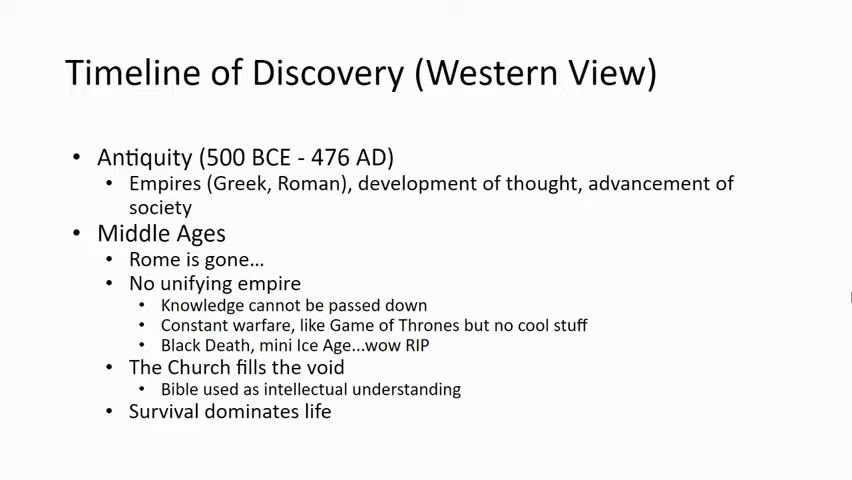 Timeline of Discovery (Western View)
• Antiquity (500 BCE - 476 AD)
• Empires (Greek, Roman), development of thought, advancement of
society
• Middle Ages
• Rome is gone…
• No unifying empire
• Knowledge cannot be passed down
• Constant warfare, like Game of Thrones but no cool stuff
• Black Death, mini Ice Age...wow RIP
• The Church fills the void
• Bible used as intellectual understanding
• Survival dominates life